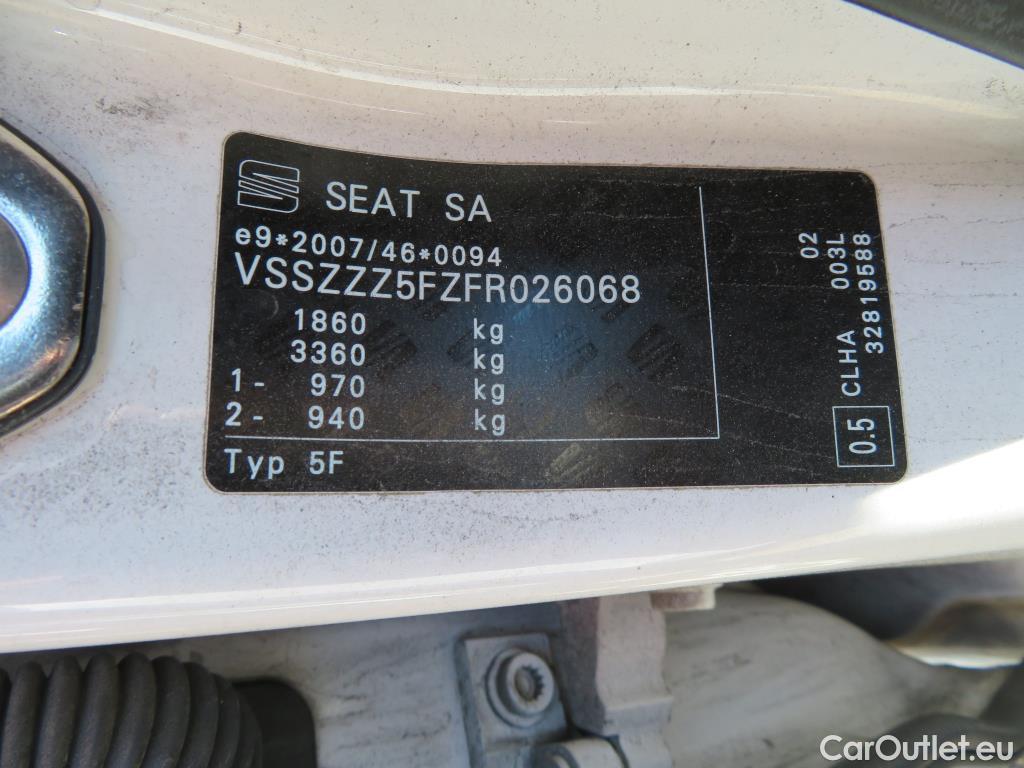 SEAT SA
e9*2007/46*0094
VSSZZZ5FZFR026068
1860 kg
3360 kg
1- 970 kg
2- 940 kg
Typ 5F
02
CLHA 003L
0.5 32819588
CarOutlet.eu